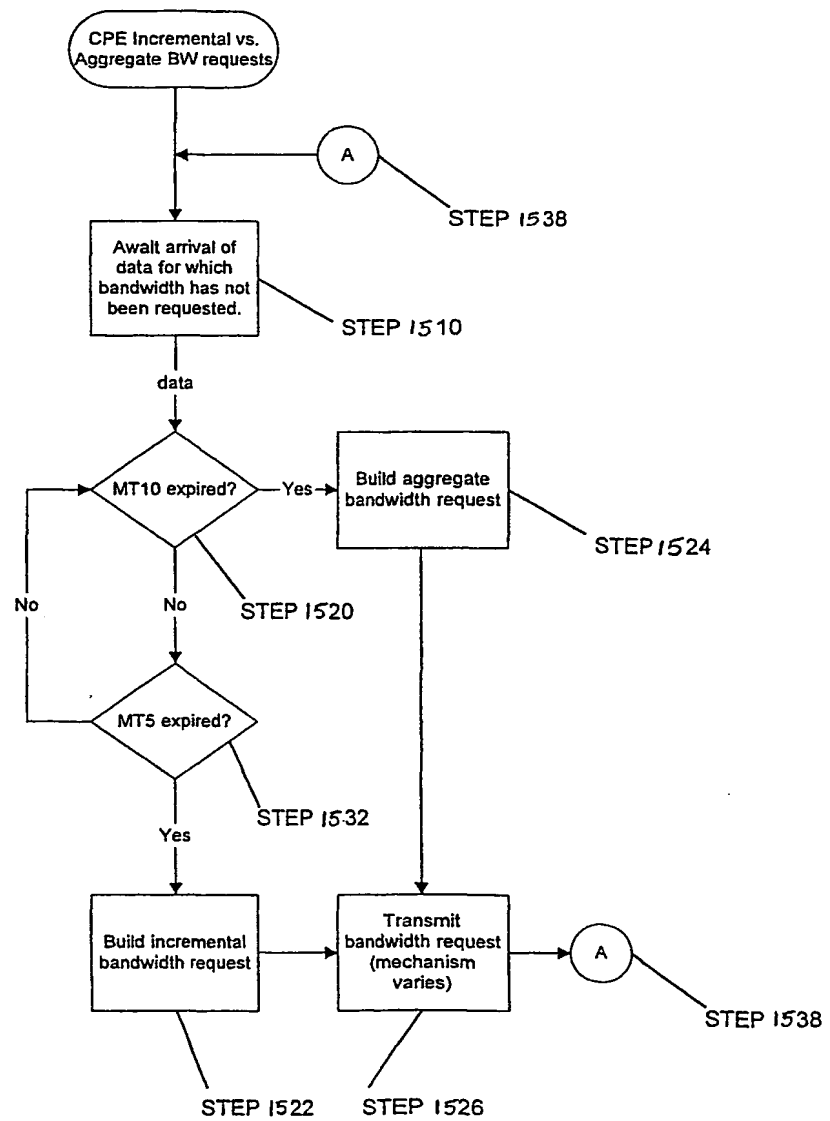 CPE Incremental vs.
Aggregate BW requests
A
STEP 1538
Await arrival of
data for which
bandwidth has not
been requested.
STEP 1510
data
MT10 expired?
Yes
Build aggregate
bandwidth request
STEP 1524
No
No
STEP 1520
MT5 expired?
STEP 1532
Yes
Build incremental
bandwidth request
Transmit
bandwidth request
(mechanism
varies)
A
STEP 1538
STEP 1522
STEP 1526